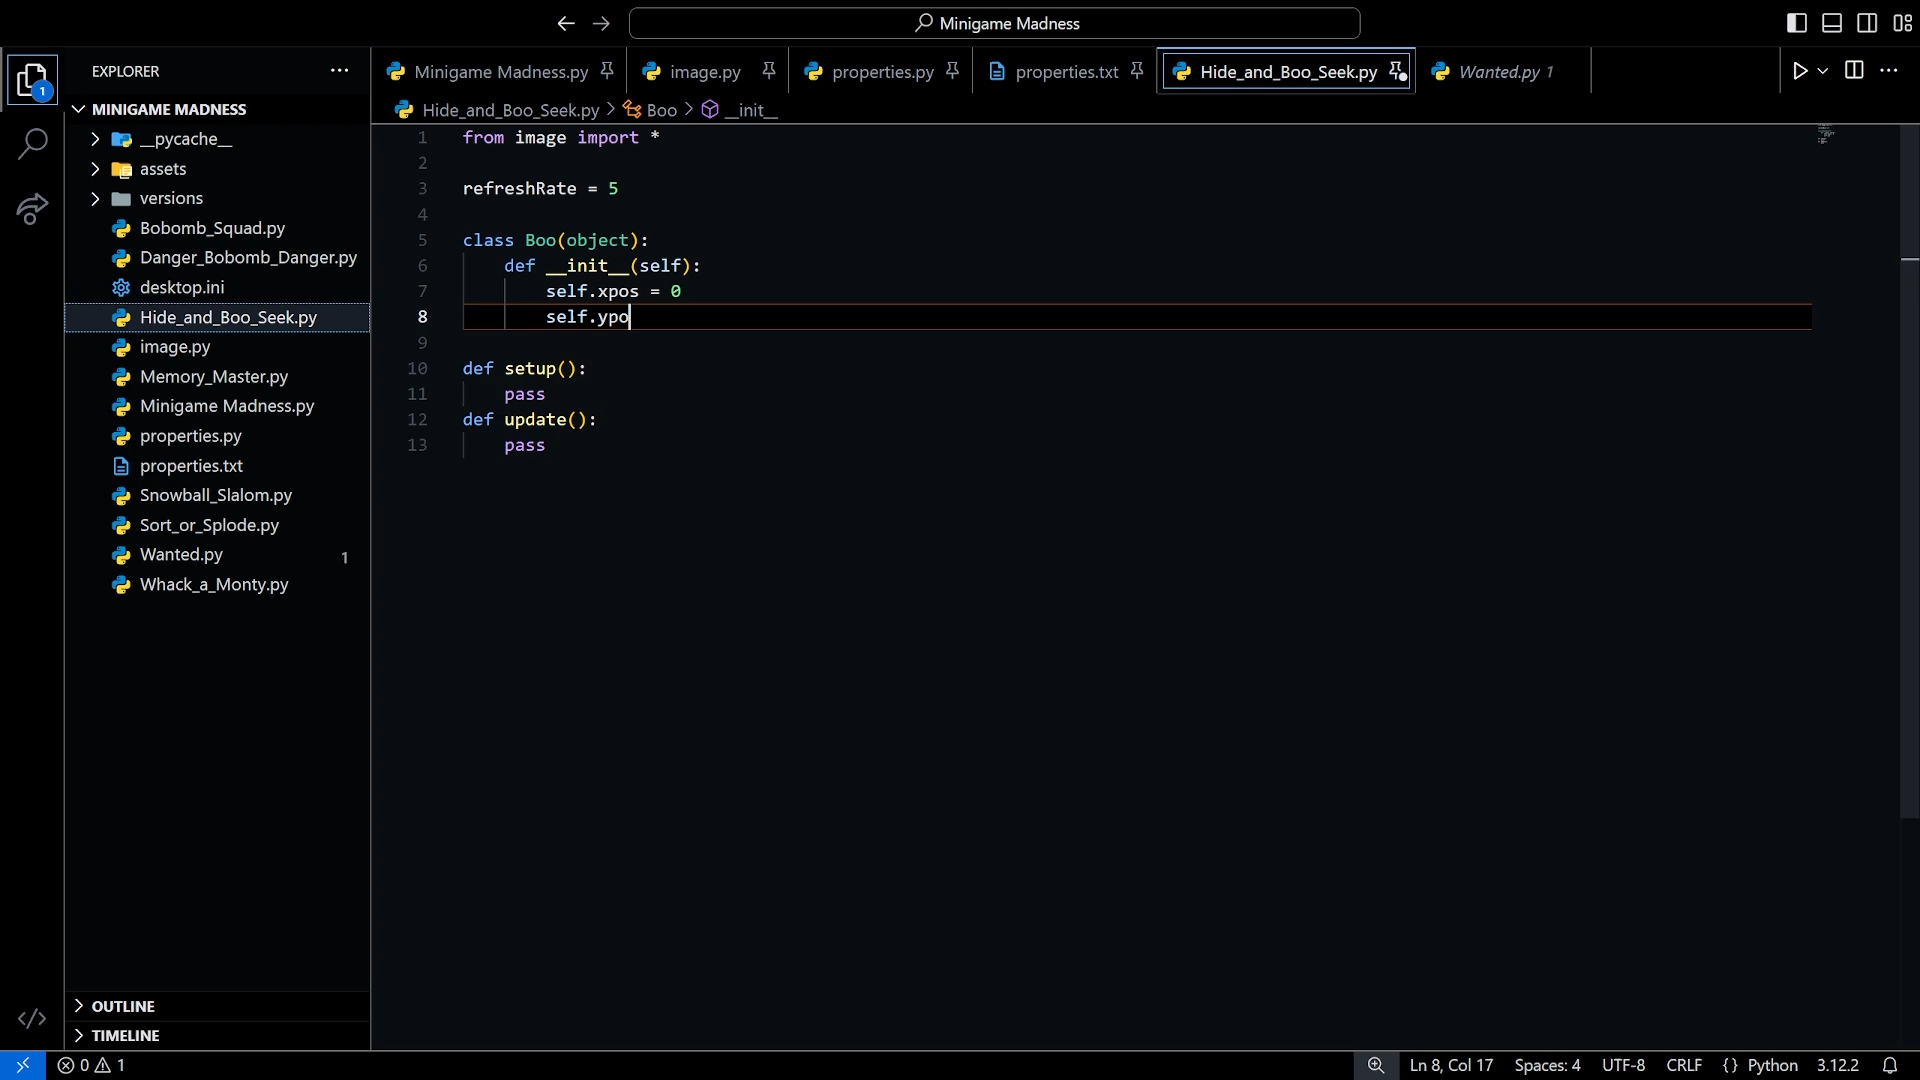 Minigame Madness
EXPLORER
Minigame Madness.py
image.py
properties.py
properties.txt
Hide_and_Boo_Seek.py
Wanted.py 1
1
MINIGAME MADNESS
Hide_and_Boo_Seek.py > Boo > __init__
__pycache__
assets
versions
Bobomb_Squad.py
Danger_Bobomb_Danger.py
desktop.ini
Hide_and_Boo_Seek.py
image.py
Memory_Master.py
Minigame Madness.py
properties.py
properties.txt
Snowball_Slalom.py
Sort_or_Splode.py
Wanted.py 1
Whack_a_Monty.py
1 from image import *
2
3 refreshRate = 5
4
5 class Boo(object):
6     def __init__(self):
7         self.xpos = 0
8         self.ypo
9
10 def setup():
11     pass
12 def update():
13     pass
OUTLINE
TIMELINE
0 1
Ln 8, Col 17 Spaces: 4 UTF-8 CRLF {} Python 3.12.2